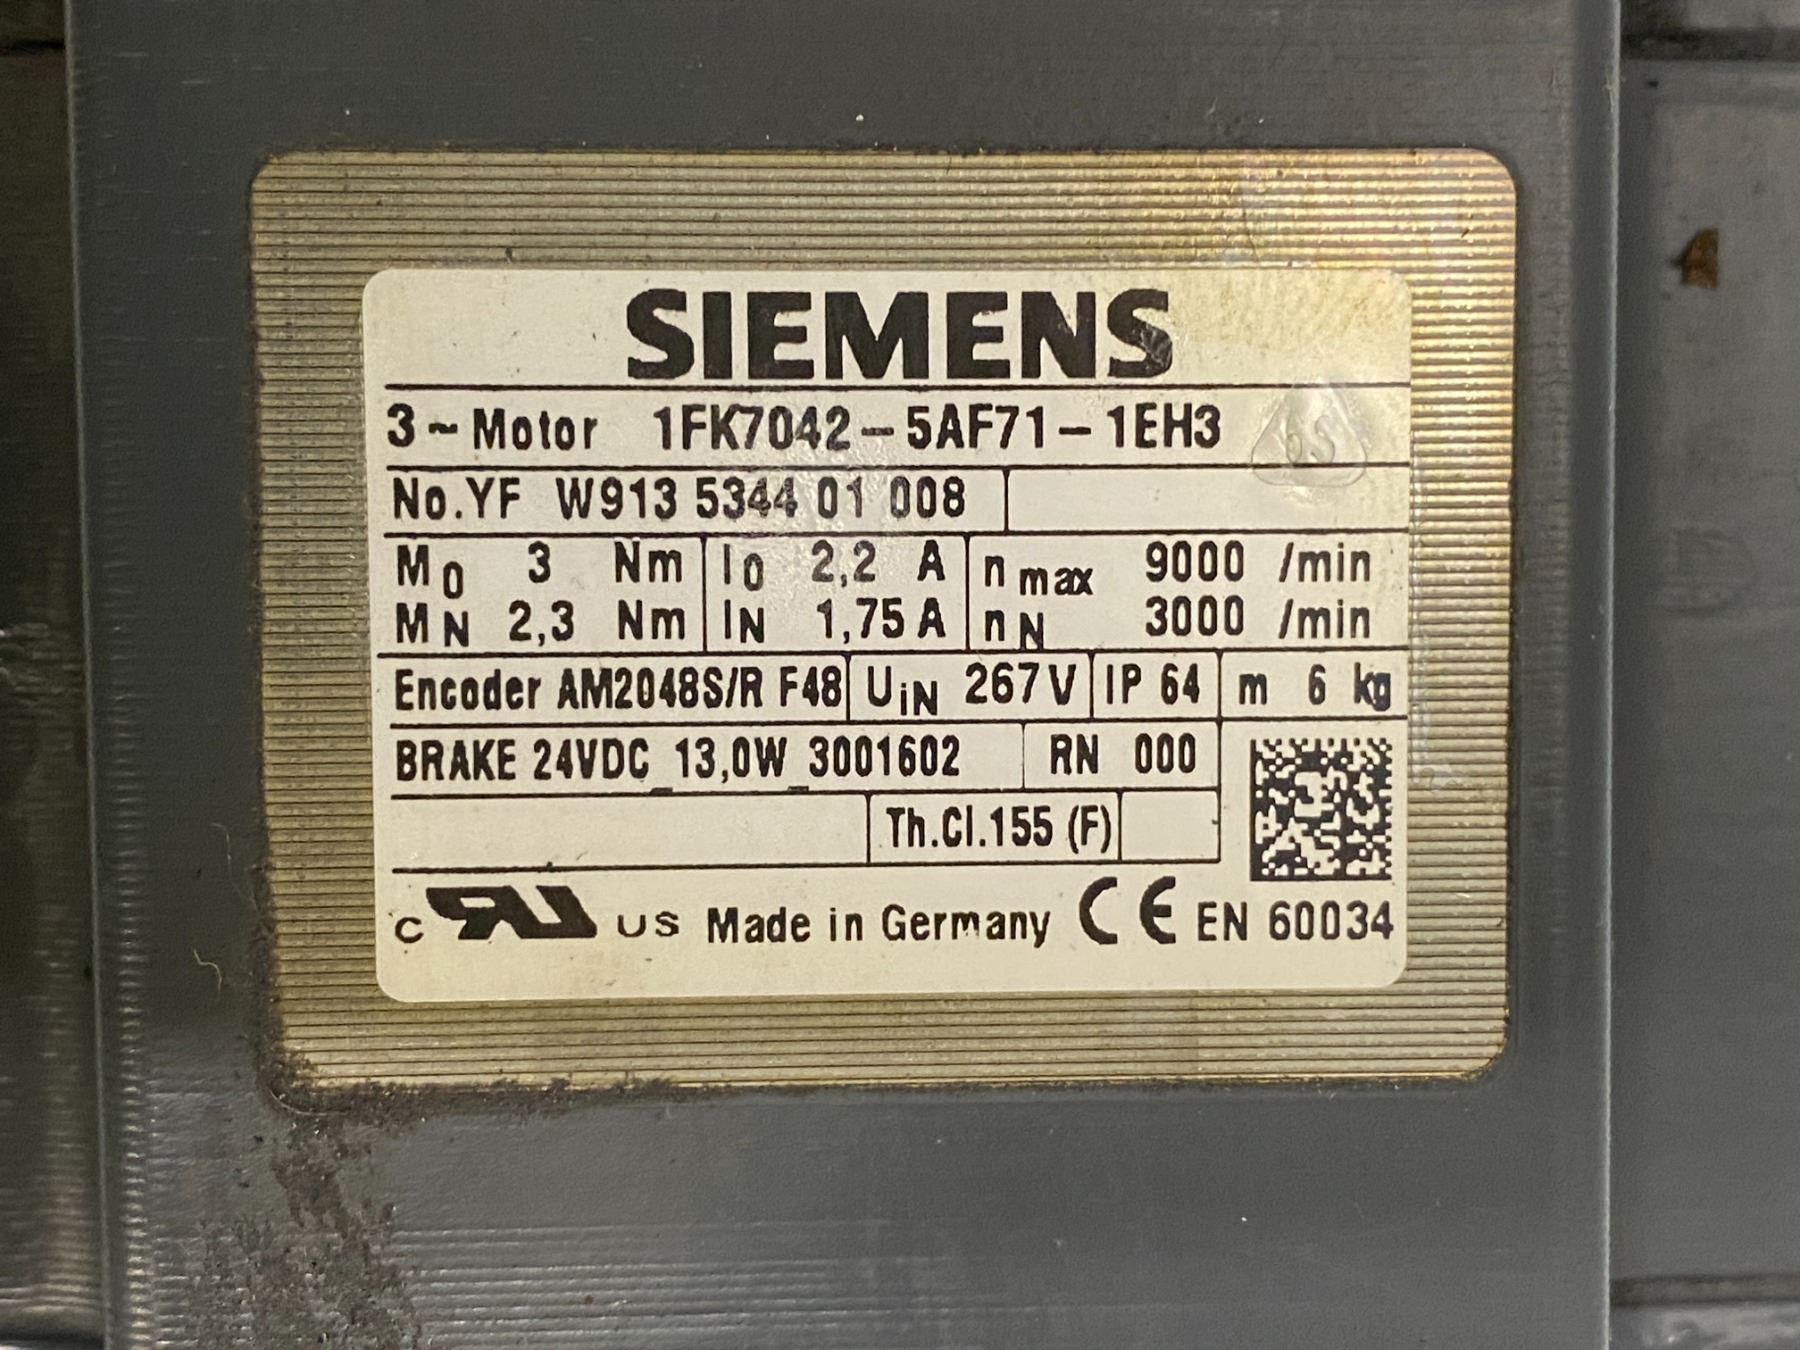 SIEMENS
3~Motor 1FK7042-5AF71-1EH3
No.YF W913 5344 01 008
M0 3 Nm I0 2,2 A n max 9000 /min
MN 2,3 Nm IN 1,75 A nN 3000 /min
Encoder AM2048S/R F48 UiN 267 V IP 64 m 6 kg
BRAKE 24VDC 13,0W 3001602 RN 000
Th.Cl.155 (F)
c RU US Made in Germany CE EN 60034